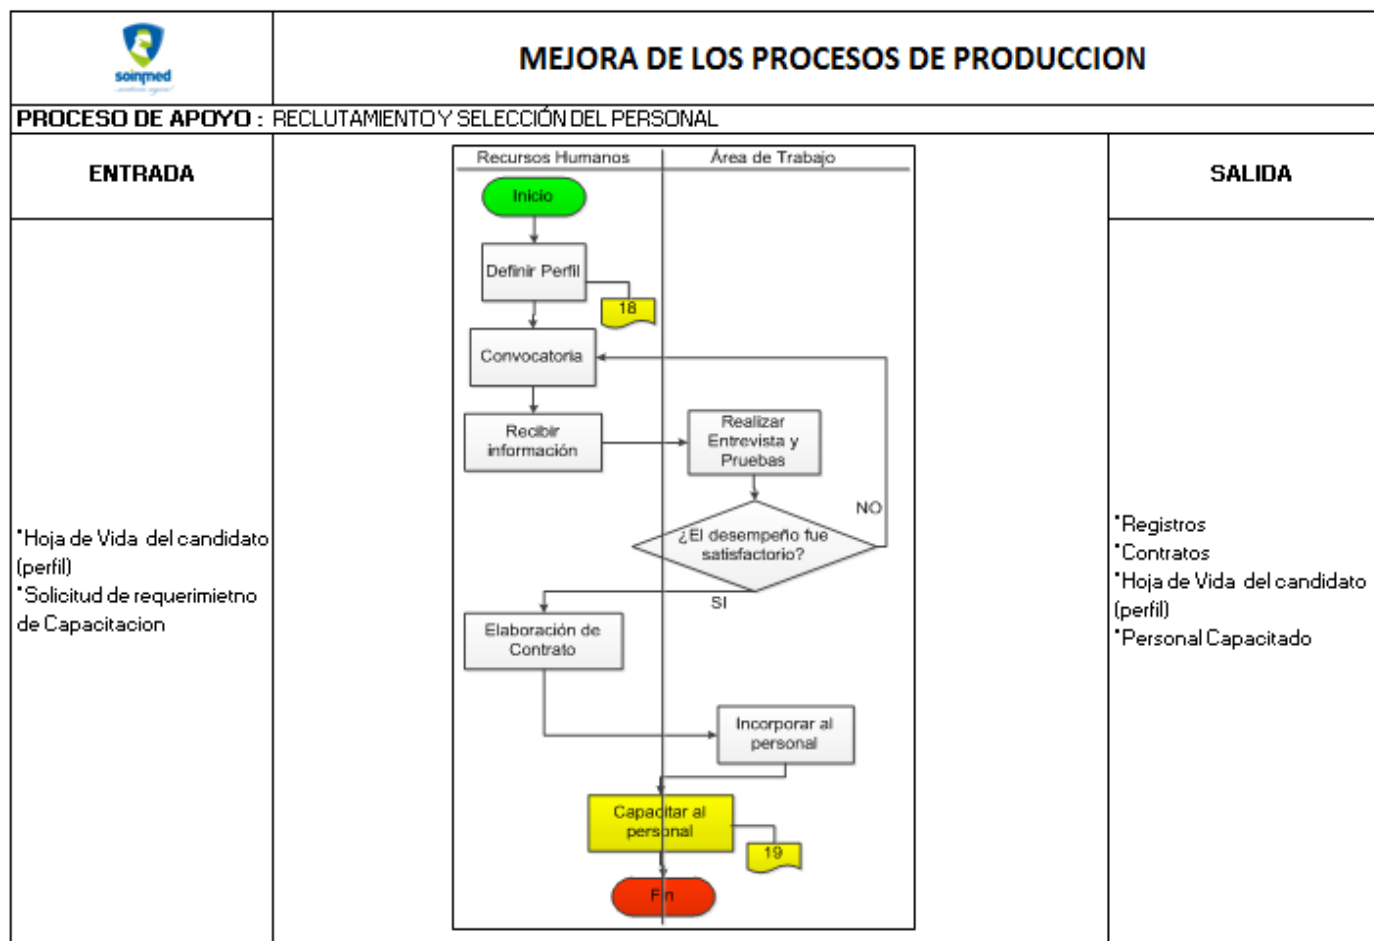 soinmed
MEJORA DE LOS PROCESOS DE PRODUCCION
PROCESO DE APOYO : RECLUTAMIENTO Y SELECCIÓN DEL PERSONAL
ENTRADA
*Hoja de Vida del candidato
(perfil)
*Solicitud de requerimietno
de Capacitacion
Recursos Humanos
Área de Trabajo
Inicio
Definir Perfil
18
Convocatoria
Recibir
información
Realizar
Entrevista y
Pruebas
NO
¿El desempeño fue
satisfactorio?
SI
Elaboración de
Contrato
Incorporar al
personal
Capacitar al
personal
19
Fin
SALIDA
*Registros
*Contratos
*Hoja de Vida del candidato
(perfil)
*Personal Capacitado